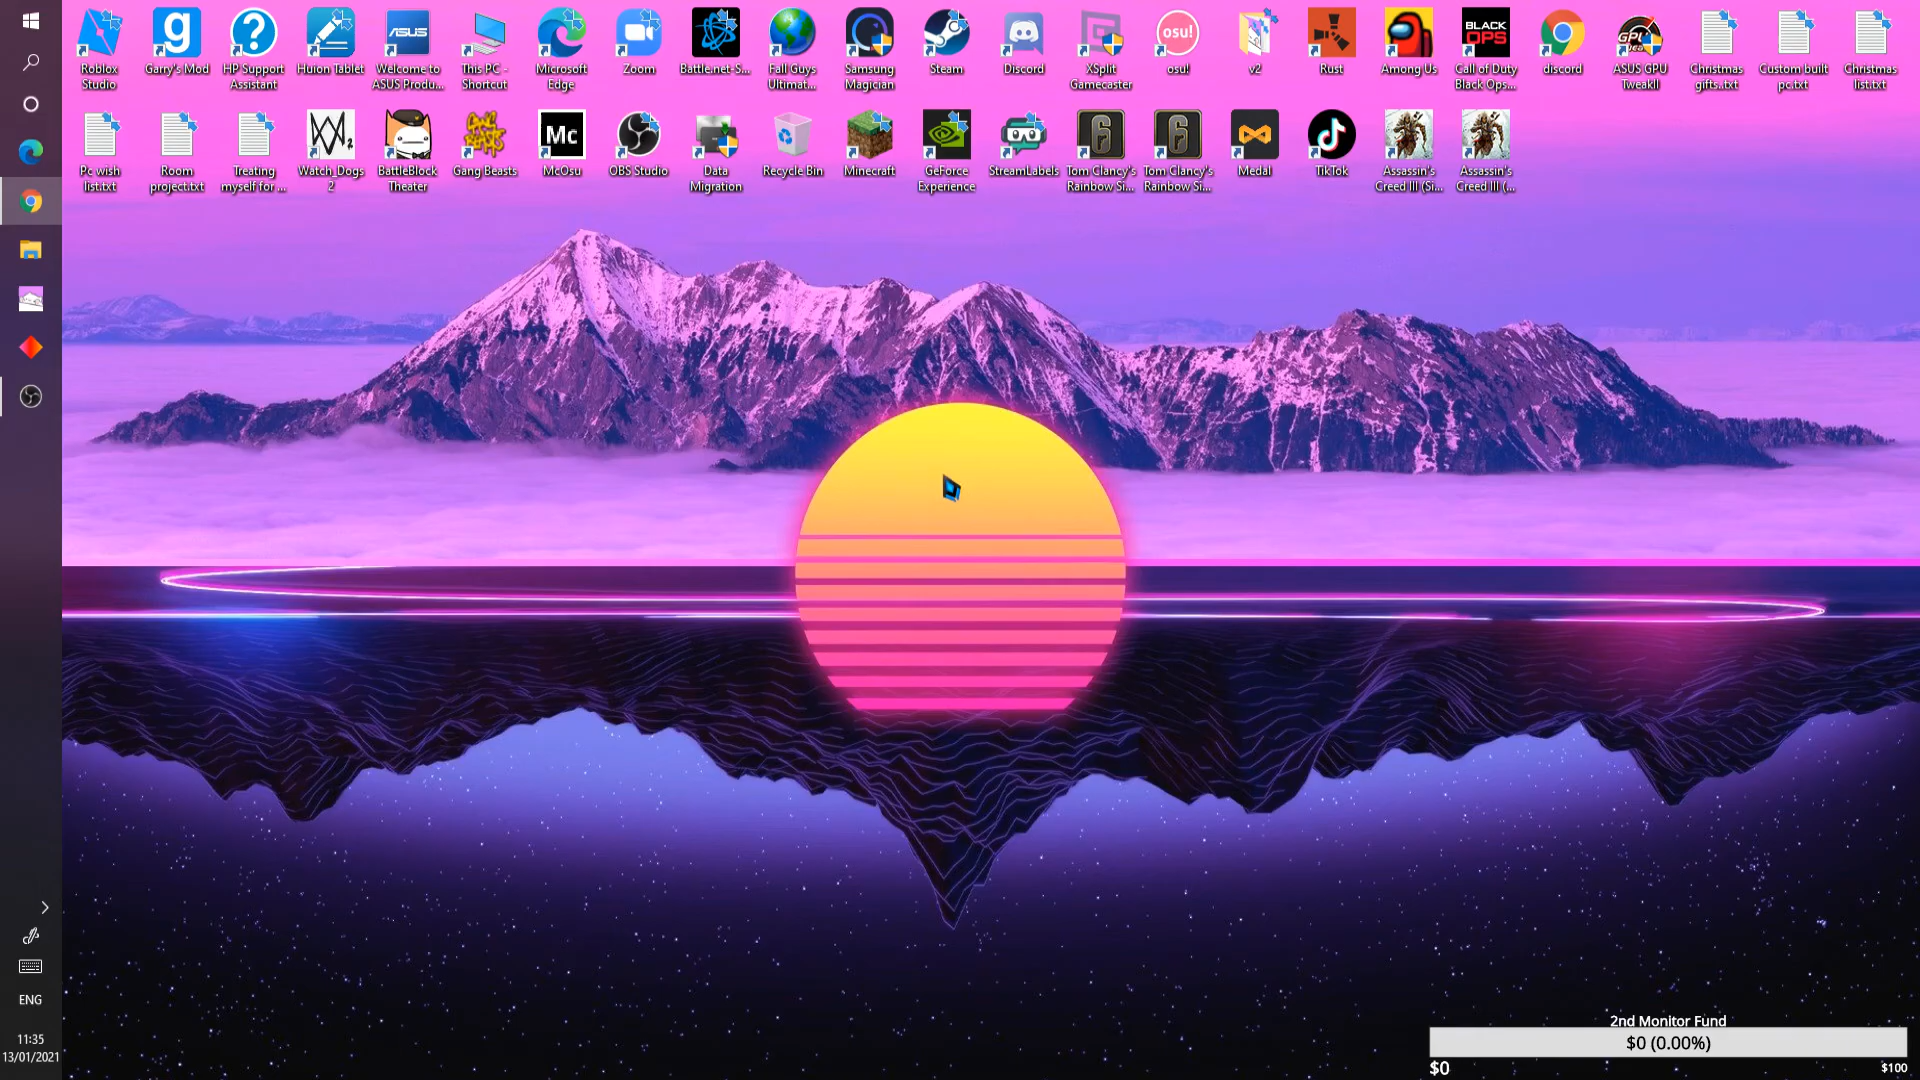 Roblox Studio
Garry's Mod
HP Support Assistant
Huion Tablet
Welcome to ASUS Produ...
This PC - Shortcut
Microsoft Edge
Zoom
Battle.net-S...
Fall Guys Ultimat...
Samsung Magician
Steam
Discord
XSplit Gamecaster
osu!
osu!
v2
Rust
Among Us
BLACK OPS
Call of Duty Black Ops...
discord
ASUS GPU TweakII
Christmas gifts.txt
Custom built pc.txt
Christmas list.txt
Pc wish list.txt
Room project.txt
Treating myself for ...
Watch_Dogs 2
BattleBlock Theater
Gang Beasts
Mc
McOsu
OBS Studio
Data Migration
Recycle Bin
Minecraft
GeForce Experience
StreamLabels
Tom Clancy's Rainbow Si...
Tom Clancy's Rainbow Si...
Medal
TikTok
Assassin's Creed III (Si...
Assassin's Creed III (...
ENG
11:35
13/01/2021
2nd Monitor Fund
$0 (0.00%)
$0
$100